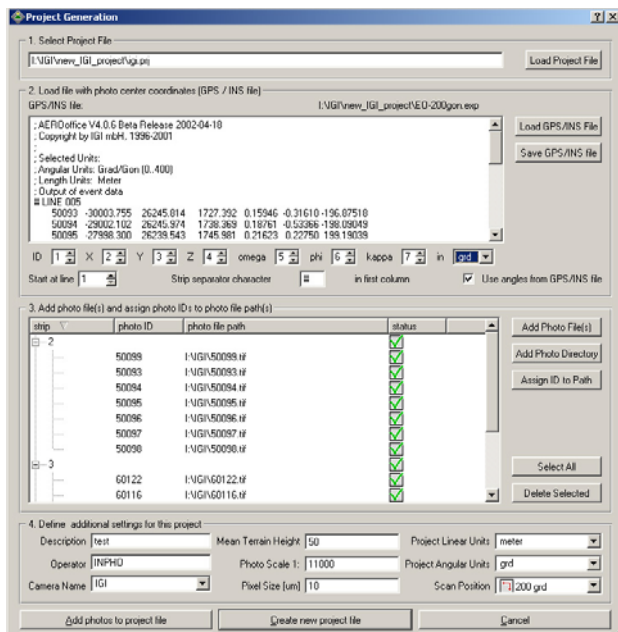 Project Generation
1. Select Project File
I:\IGI\new_IGI_project\igi.prj
Load Project File
2. Load file with photo center coordinates (GPS / INS file)
GPS/INS file:
I:\IGI\new_IGI_project\EO-200gon.exp
; AEROoffice V4.0.6 Beta Release 2002-04-18
; Copyright by IGI mbH, 1996-2001
;
; Selected Units:
; Angular Units: Grad/Gon (0..400)
; Length Units: Meter
; Output of event data
# LINE 005
50093 -30003.755 26245.814 1727.392 0.15946 -0.31610 -196.87518
50094 -29002.102 26245.974 1738.369 0.18761 -0.53366 -198.09049
50095 -27998.300 26239.543 1745.981 0.21623 0.22750 199.19039
Load GPS/INS File
Save GPS/INS file
ID 1 X 2 Y 3 Z 4 omega 5 phi 6 kappa 7 in grd
Start at line 1 Strip separator character # in first column Use angles from GPS/INS file
3. Add photo file(s) and assign photo IDs to photo file path(s)
strip photo ID photo file path status
2
50099 I:\IGI\50099.tif
50093 I:\IGI\50093.tif
50094 I:\IGI\50094.tif
50095 I:\IGI\50095.tif
50096 I:\IGI\50096.tif
50097 I:\IGI\50097.tif
50098 I:\IGI\50098.tif
3
60122 I:\IGI\60122.tif
60116 I:\IGI\60116.tif
Add Photo File(s)
Add Photo Directory
Assign ID to Path
Select All
Delete Selected
4. Define additional settings for this project
Description test Mean Terrain Height 50 Project Linear Units meter
Operator INPHO Photo Scale 1: 11000 Project Angular Units grd
Camera Name IGI Pixel Size [um] 10 Scan Position 200 grd
Add photos to project file Create new project file Cancel